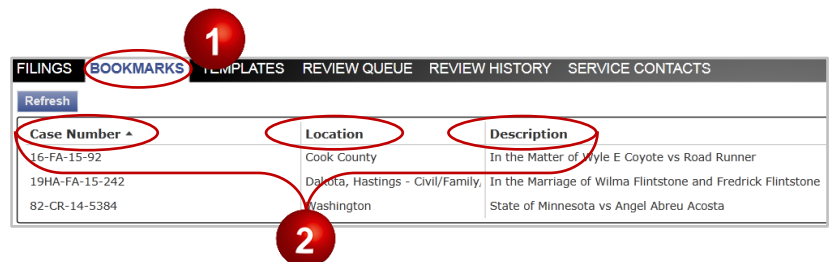 1
FILINGS BOOKMARKS TEMPLATES REVIEW QUEUE REVIEW HISTORY SERVICE CONTACTS
Refresh
Case Number Location Description
16-FA-15-92 Cook County In the Matter of Wyle E Coyote vs Road Runner
19HA-FA-15-242 Dakota, Hastings - Civil/Family, In the Marriage of Wilma Flintstone and Fredrick Flintstone
82-CR-14-5384 Washington State of Minnesota vs Angel Abreu Acosta
2